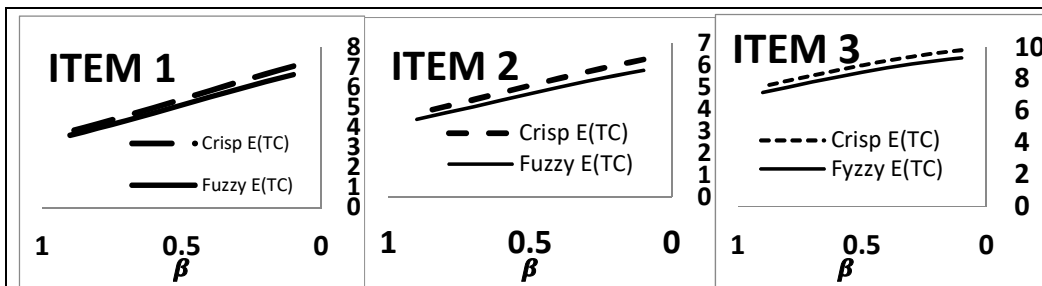 ITEM 1
Crisp E(TC)
Fuzzy E(TC)
8
7
6
5
4
3
2
1
0
1 0.5 0
β
ITEM 2
Crisp E(TC)
Fuzzy E(TC)
7
6
5
4
3
2
1
0
1 0.5 0
β
ITEM 3
Crisp E(TC)
Fyzzy E(TC)
10
8
6
4
2
0
1 0.5 0
β